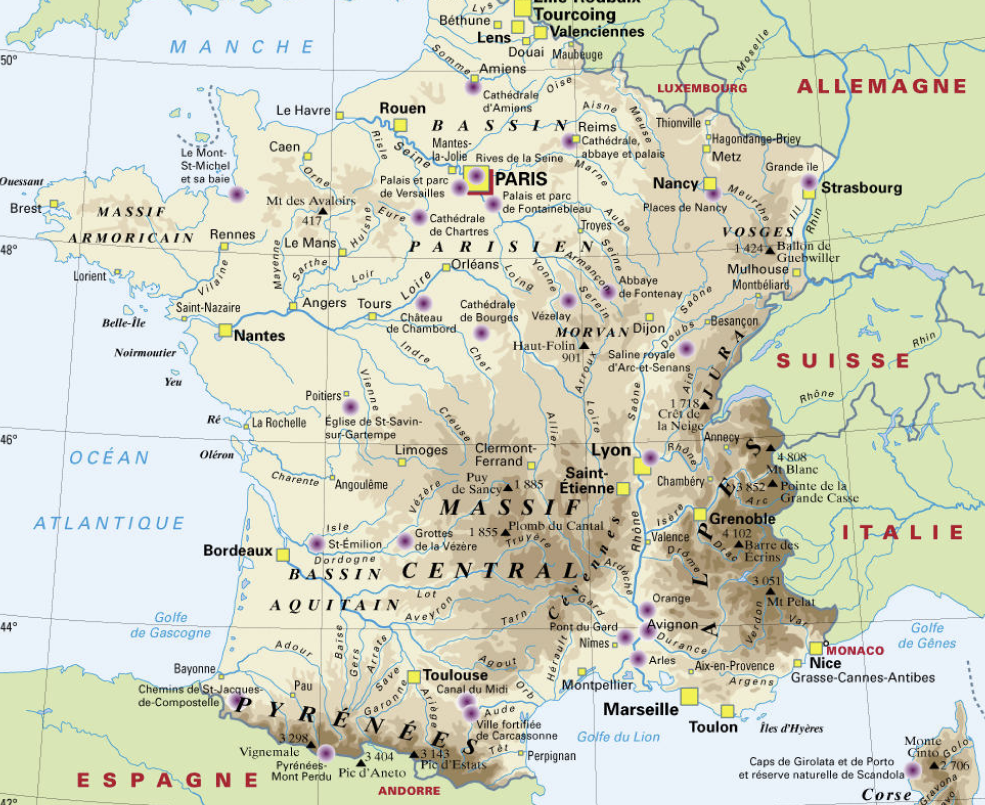 Lille-Roubaix
Tourcoing
Lys
Béthune
Lens
Valenciennes
Douai
Maubeuge
MANCHE
50°
Somme
Amiens
Cathédrale
d'Amiens
Oise
Moselle
LUXEMBOURG
ALLEMAGNE
Le Havre
Rouen
BASSIN
Aisne
Meuse
Thionville
Hagondange-Briey
Metz
Reims
Cathédrale,
abbaye et palais
Risle
Seine
Mantes-
la-Jolie
Rives de la Seine
Marne
Caen
Orne
Le Mont-
St-Michel
et sa baie
Palais et parc
de Versailles
PARIS
Palais et parc
de Fontainebleau
Nancy
Places de Nancy
Meurthe
Grande île
Strasbourg
Ill
Rhin
Ouessant
Brest
MASSIF
ARMORICAIN
Mt des Avaloirs
417
Huisne
Eure
Cathédrale
de Chartres
Aube
Troyes
Seine
VOSGES
1 424
Ballon de
Guebwiller
48°
Rennes
Le Mans
PARISIEN
Mayenne
Sarthe
Loir
Loire
Orléans
Loing
Yonne
Armançon
Serein
Abbaye
de Fontenay
Mulhouse
Montbéliard
Lorient
Vilaine
Saint-Nazaire
Angers
Tours
Château
de Chambord
Cathédrale
de Bourges
Vézelay
MORVAN
Dijon
Saône
Besançon
Doubs
Belle-Île
Nantes
Noirmoutier
Indre
Cher
Haut-Folin
901
Arroux
Saline royale
d'Arc-et-Senans
JURA
SUISSE
Rhin
Yeu
Vienne
Creuse
Allier
Loire
Saône
Ain
1 718
Crêt de
la Neige
Rhône
Poitiers
Église de St-Savin-
sur-Gartempe
Ré
La Rochelle
46°
Oléron
OCÉAN
ATLANTIQUE
Charente
Angoulême
Limoges
Clermont-
Ferrand
Puy
de Sancy
1 885
Lyon
Saint-
Étienne
Rhône
Annecy
Chambéry
4 808
Mt Blanc
3 852
Pointe de la
Grande Casse
Arc
ALPES
Vézère
MASSIF
1 855
Plomb du Cantal
Truyère
Isère
Grenoble
ITALIE
Isle
St-Émilion
Grottes
de la Vézère
Bordeaux
Dordogne
Rhône
Valence
Drôme
Drac
4 102
Barre des
Écrins
BASSIN
CENTRAL
AQUITAIN
Lot
Aveyron
Cévennes
Ardèche
3 051
Mt Pelat
44°
Golfe
de Gascogne
Tarn
Gard
Orange
Pont du Gard
Avignon
Durance
Verdon
Var
Golfe
de Gênes
Adour
Baïse
Gers
Arrats
Save
Garonne
Agout
Hérault
Orb
Nîmes
Arles
Aix-en-Provence
Argens
MONACO
Nice
Grasse-Cannes-Antibes
Bayonne
Pau
Toulouse
Canal du Midi
Montpellier
Chemins de St-Jacques-
de-Compostelle
PYRÉNÉES
Ariège
Aude
Ville fortifiée
de Carcassonne
Marseille
Toulon
Îles d'Hyères
Golfe du Lion
3 298
Vignemale
Pyrénées-
Mont Perdu
3 404
Pic d'Aneto
3 143
Pic d'Estats
Têt
Perpignan
ESPAGNE
ANDORRE
Monte
Cinto
2 706
Golo
Caps de Girolata et de Porto
et réserve naturelle de Scandola
Gravona
Corse
42°